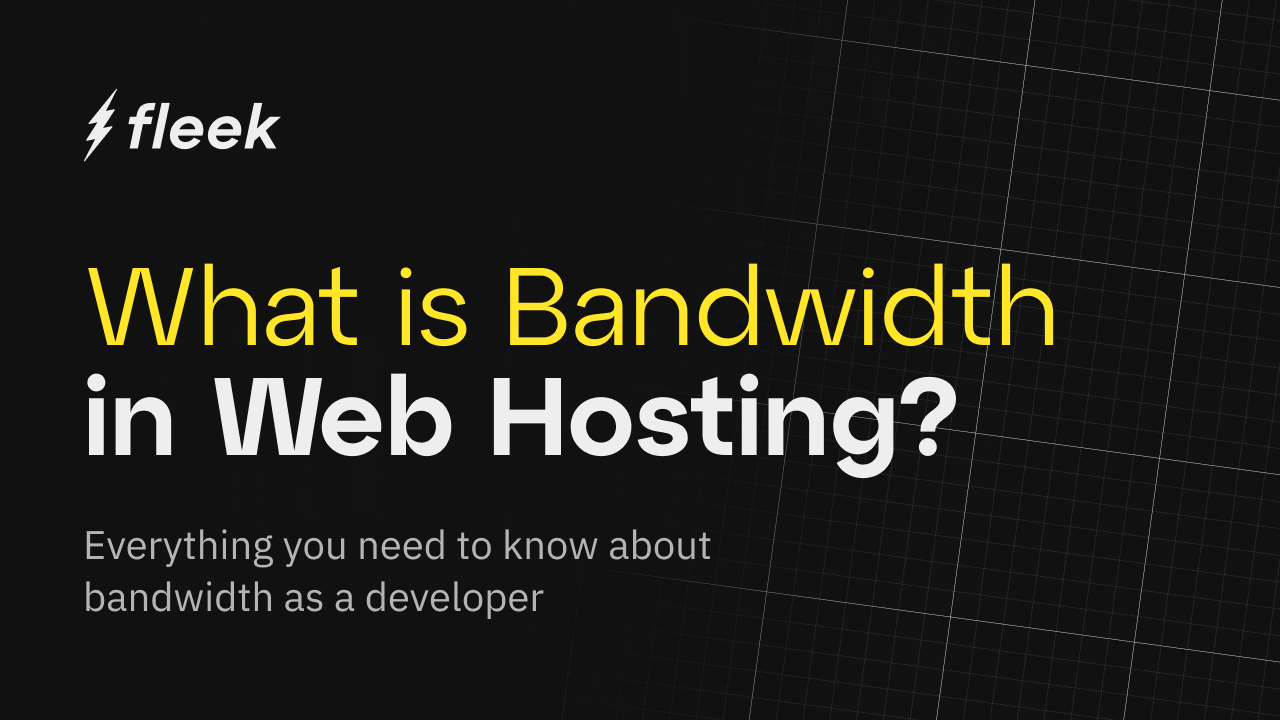 fleek
What is Bandwidth
in Web Hosting?
Everything you need to know about
bandwidth as a developer